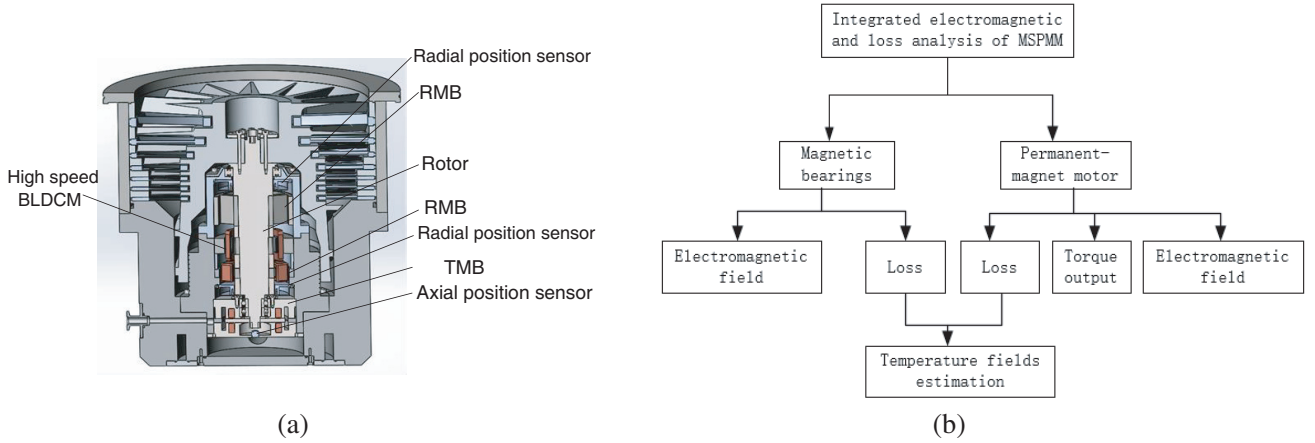 Radial position sensor
RMB
Rotor
High speed
BLDCM
RMB
Radial position sensor
TMB
Axial position sensor
(a)
Integrated electromagnetic
and loss analysis of MSPMM
Magnetic
bearings
Permanent-
magnet motor
Electromagnetic
field
Loss
Loss
Torque
output
Electromagnetic
field
Temperature fields
estimation
(b)